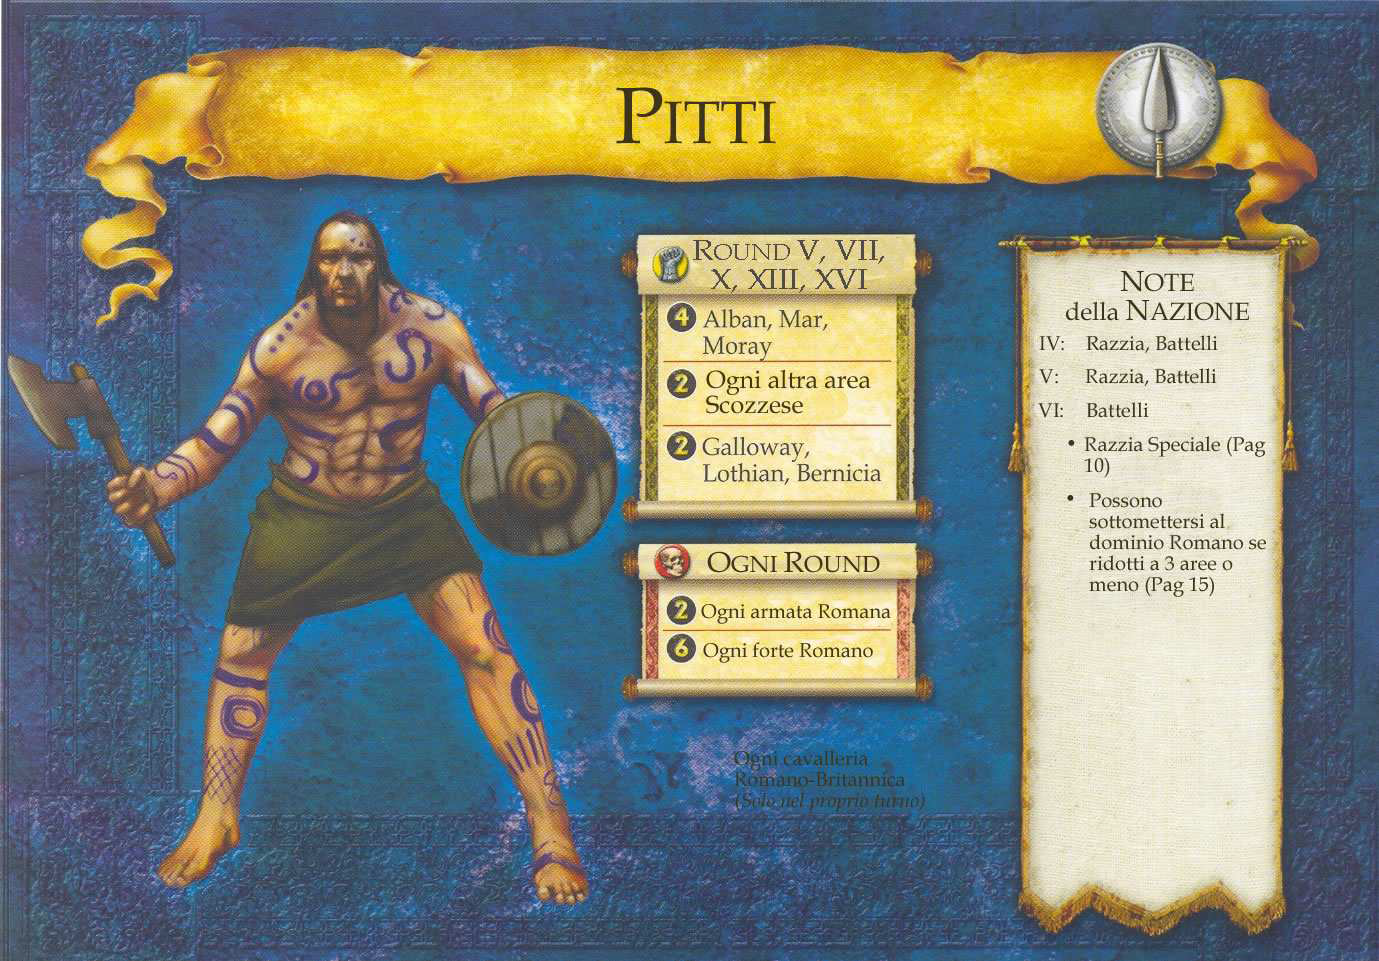 PITTI
ROUND V, VII,
X, XIII, XVI
4 Alban, Mar,
Moray
2 Ogni altra area
Scozzese
2 Galloway,
Lothian, Bernicia
OGNI ROUND
2 Ogni armata Romana
6 Ogni forte Romano
Ogni cavalleria
Romano-Britannica
(Solo nel proprio turno)
NOTE
della NAZIONE
IV: Razzia, Battelli
V: Razzia, Battelli
VI: Battelli
• Razzia Speciale (Pag
10)
• Possono
sottomettersi al
dominio Romano se
ridotti a 3 aree o
meno (Pag 15)